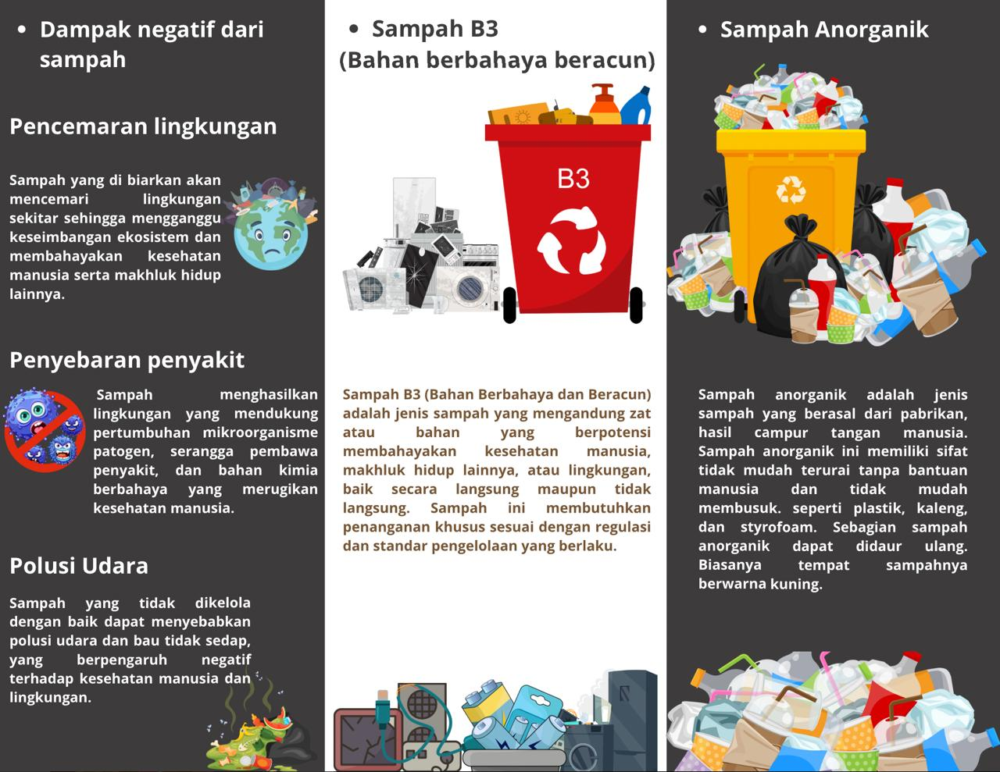 • Dampak negatif dari
sampah
Pencemaran lingkungan
Sampah yang di biarkan akan
mencemari lingkungan
sekitar sehingga mengganggu
keseimbangan ekosistem dan
membahayakan kesehatan
manusia serta makhluk hidup
lainnya.
Penyebaran penyakit
Sampah menghasilkan
lingkungan yang mendukung
pertumbuhan mikroorganisme
patogen, serangga pembawa
penyakit, dan bahan kimia
berbahaya yang merugikan
kesehatan manusia.
Polusi Udara
Sampah yang tidak dikelola
dengan baik dapat menyebabkan
polusi udara dan bau tidak sedap,
yang berpengaruh negatif
terhadap kesehatan manusia dan
lingkungan.
• Sampah B3
(Bahan berbahaya beracun)
B3
Sampah B3 (Bahan Berbahaya dan Beracun)
adalah jenis sampah yang mengandung zat
atau bahan yang berpotensi
membahayakan kesehatan manusia,
makhluk hidup lainnya, atau lingkungan,
baik secara langsung maupun tidak
langsung. Sampah ini membutuhkan
penanganan khusus sesuai dengan regulasi
dan standar pengelolaan yang berlaku.
• Sampah Anorganik
Sampah anorganik adalah jenis
sampah yang berasal dari pabrikan,
hasil campur tangan manusia.
Sampah anorganik ini memiliki sifat
tidak mudah terurai tanpa bantuan
manusia dan tidak mudah
membusuk. seperti plastik, kaleng,
dan styrofoam. Sebagian sampah
anorganik dapat didaur ulang.
Biasanya tempat sampahnya
berwarna kuning.